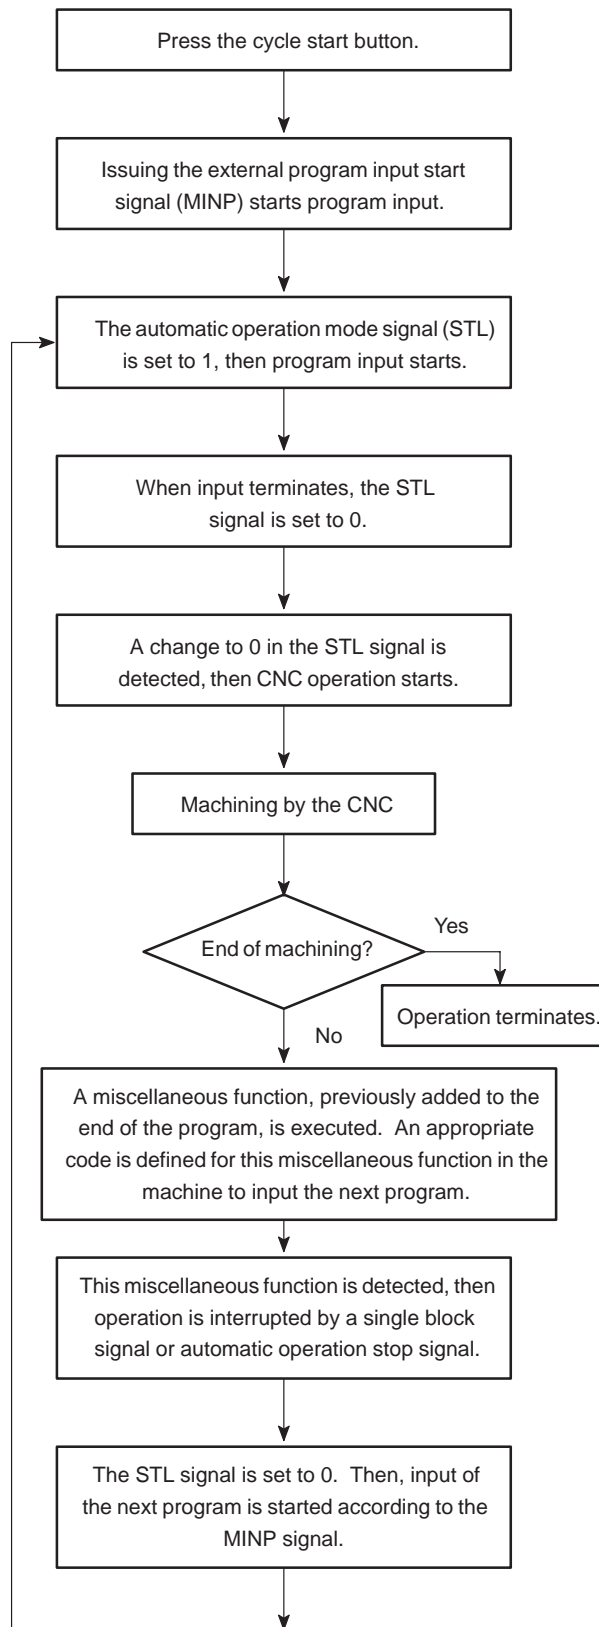 Press the cycle start button.
Issuing the external program input start
signal (MINP) starts program input.
The automatic operation mode signal (STL)
is set to 1, then program input starts.
When input terminates, the STL
signal is set to 0.
A change to 0 in the STL signal is
detected, then CNC operation starts.
Machining by the CNC
End of machining?
Yes
Operation terminates.
No
A miscellaneous function, previously added to the
end of the program, is executed. An appropriate
code is defined for this miscellaneous function in the
machine to input the next program.
This miscellaneous function is detected, then
operation is interrupted by a single block
signal or automatic operation stop signal.
The STL signal is set to 0. Then, input of
the next program is started according to the
MINP signal.